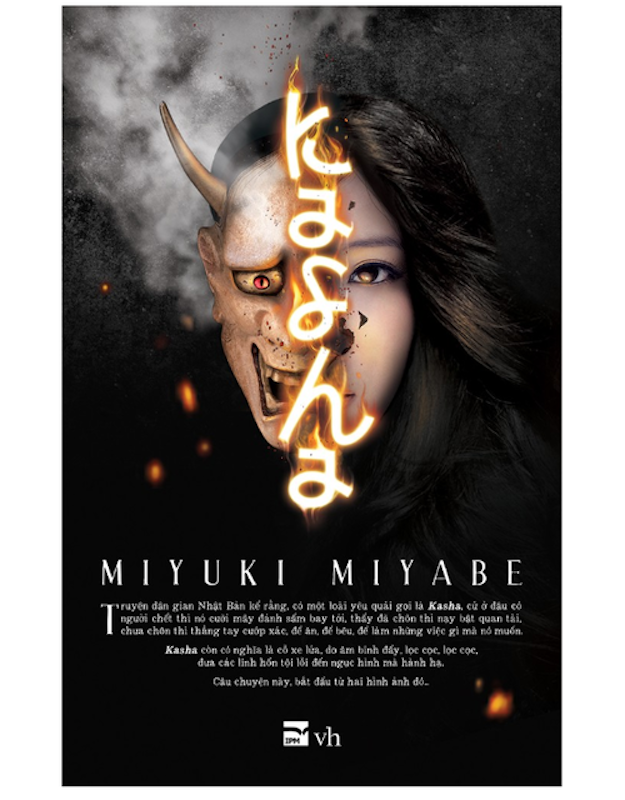 Kasha
MIYUKI MIYABE
Truyện dân gian Nhật Bản kể rằng, có một loài yêu quái gọi là Kasha, cứ ở đâu có
người chết thì nó cưỡi mây đánh sấm bay tới, thấy đã chôn thì nạy bật quan tài,
chưa chôn thì thẳng tay cướp xác, để ăn, để bêu, để làm những việc gì mà nó muốn.
Kasha còn có nghĩa là cỗ xe lửa, do âm binh đẩy, lọc cọc, lọc cọc,
đưa các linh hồn tội lỗi đến ngục hình mà hành hạ.
Câu chuyện này, bắt đầu từ hai hình ảnh đó...
IPM vh